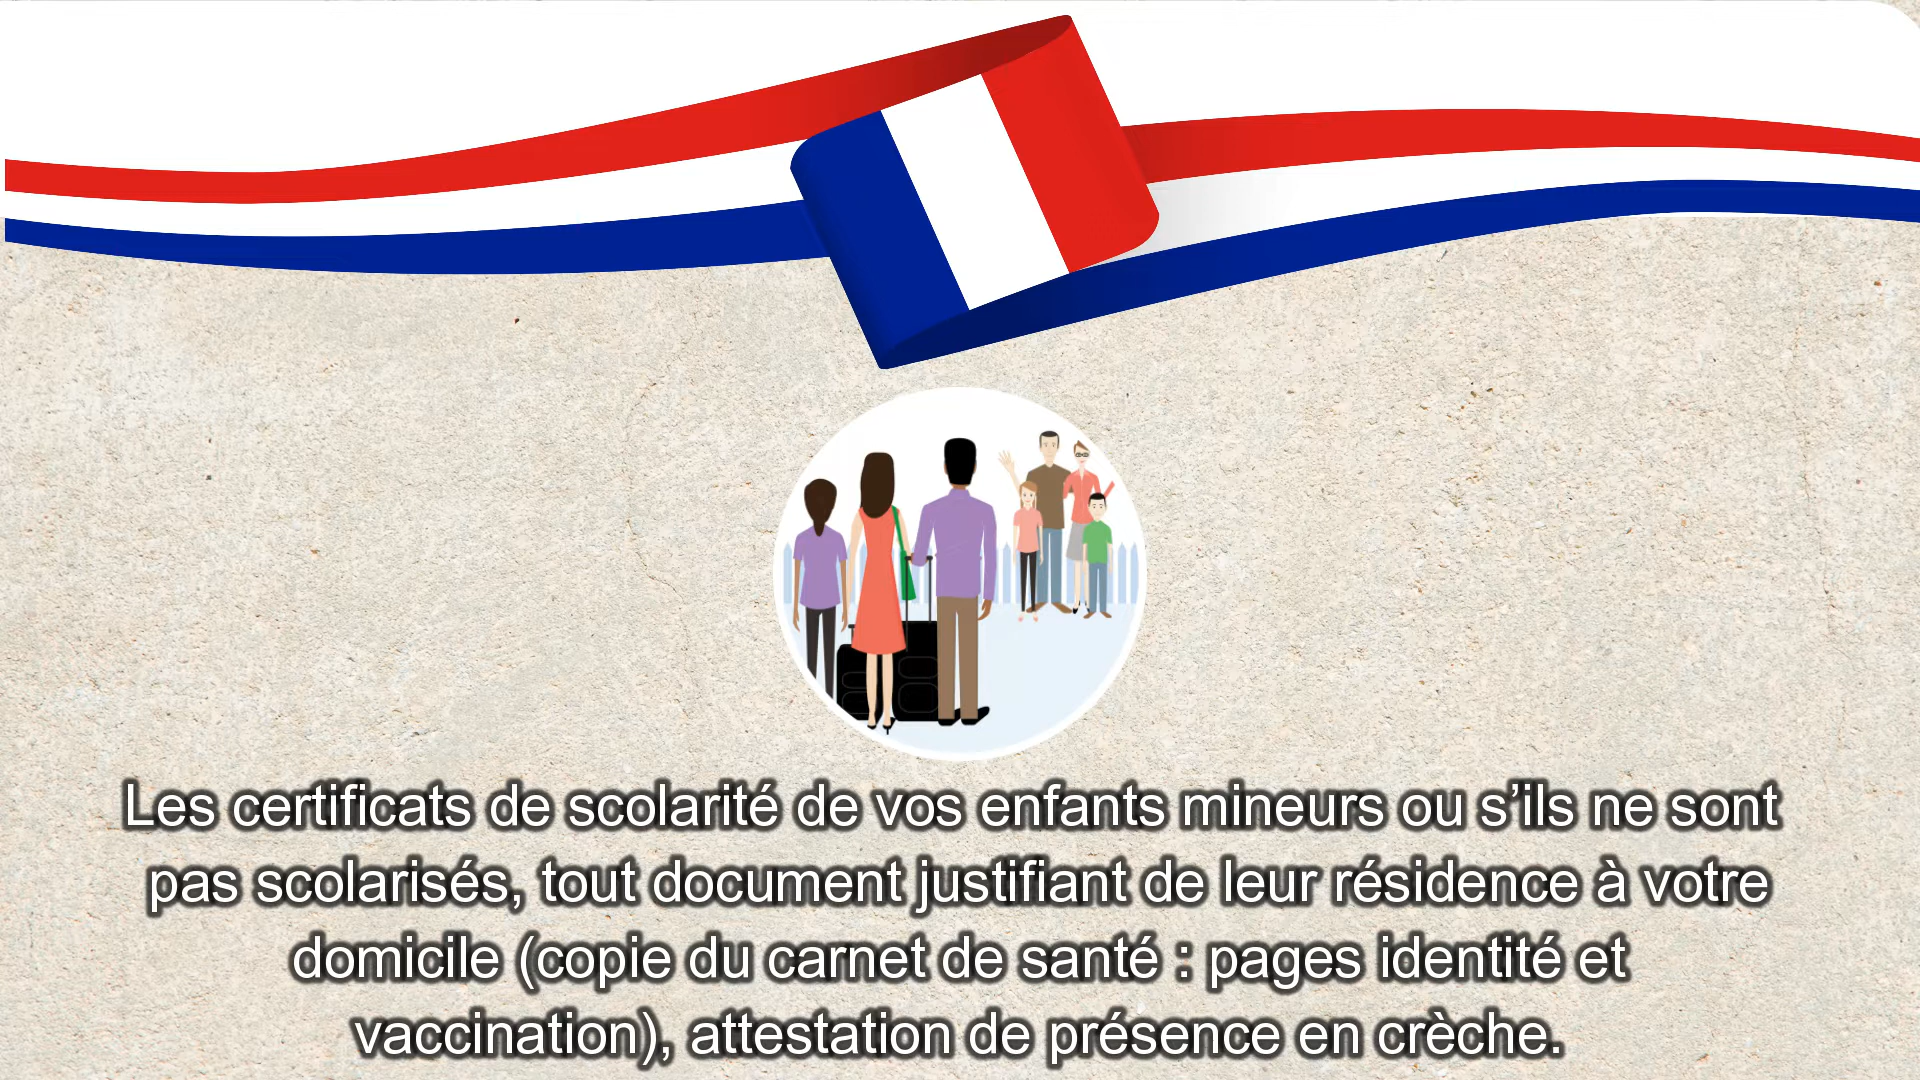 Les certificats de scolarité de vos enfants mineurs ou s’ils ne sont
pas scolarisés, tout document justifiant de leur résidence à votre
domicile (copie du carnet de santé : pages identité et
vaccination), attestation de présence en crèche.